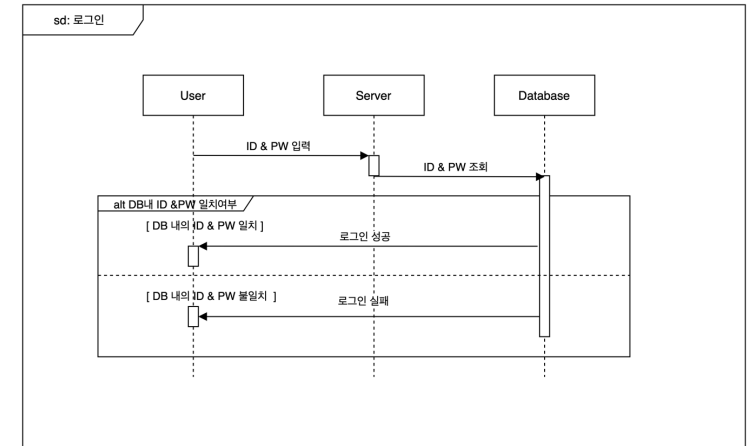 sd: 로그인
User
Server
Database
ID & PW 입력
ID & PW 조회
alt DB내 ID &PW 일치여부
[ DB 내의 ID & PW 일치 ]
로그인 성공
[ DB 내의 ID & PW 불일치 ]
로그인 실패